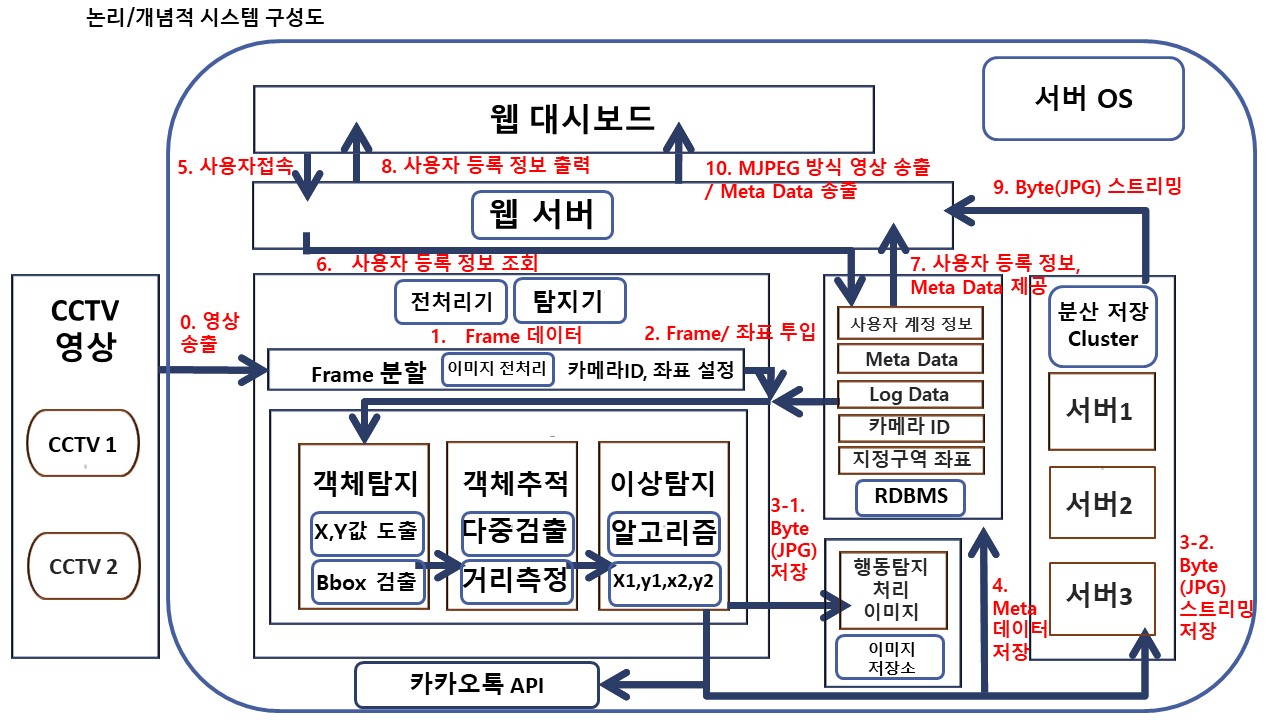 논리/개념적 시스템 구성도
서버 OS
웹 대시보드
5. 사용자접속
8. 사용자 등록 정보 출력
10. MJPEG 방식 영상 송출
/ Meta Data 송출
9. Byte(JPG) 스트리밍
웹 서버
6. 사용자 등록 정보 조회
7. 사용자 등록 정보,
Meta Data 제공
CCTV
영상
CCTV 1
CCTV 2
0. 영상
송출
전처리기
탐지기
1. Frame 데이터
2. Frame/ 좌표 투입
Frame 분할
이미지 전처리
카메라ID, 좌표 설정
객체탐지
X,Y값 도출
Bbox 검출
객체추적
다중검출
거리측정
이상탐지
알고리즘
X1,y1,x2,y2
사용자 계정 정보
Meta Data
Log Data
카메라 ID
지정구역 좌표
RDBMS
분산 저장
Cluster
서버1
서버2
서버3
3-1.
Byte
(JPG)
저장
행동탐지
처리
이미지
이미지
저장소
4.
Meta
데이터
저장
3-2.
Byte
(JPG)
스트리밍
저장
카카오톡 API